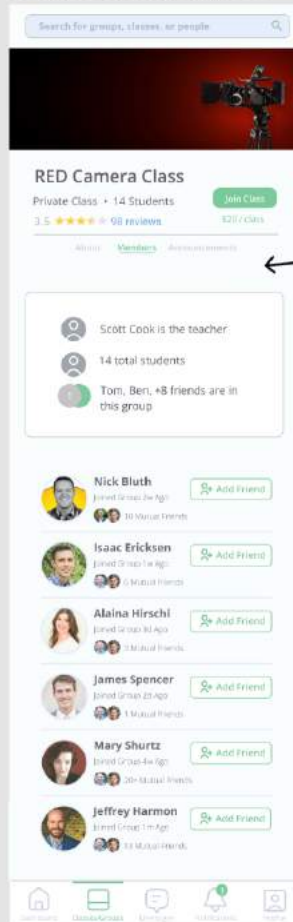 Search for groups, classes, or people
RED Camera Class
Private Class • 14 Students
Join Class
3.5
98 reviews
$20 / class
About Members Announcements
Scott Cook is the teacher
14 total students
Tom, Ben, +8 friends are in
this group
Nick Bluth
Joined Group 2w Ago
10 Mutual Friends
Add Friend
Isaac Ericksen
Joined Group 1w Ago
6 Mutual Friends
Add Friend
Alaina Hirschi
Joined Group 3d Ago
3 Mutual Friends
Add Friend
James Spencer
Joined Group 2d Ago
1 Mutual Friends
Add Friend
Mary Shurtz
Joined Group 4w Ago
20+ Mutual Friends
Add Friend
Jeffrey Harmon
Joined Group 1m Ago
13 Mutual Friends
Add Friend
Classes/Groups